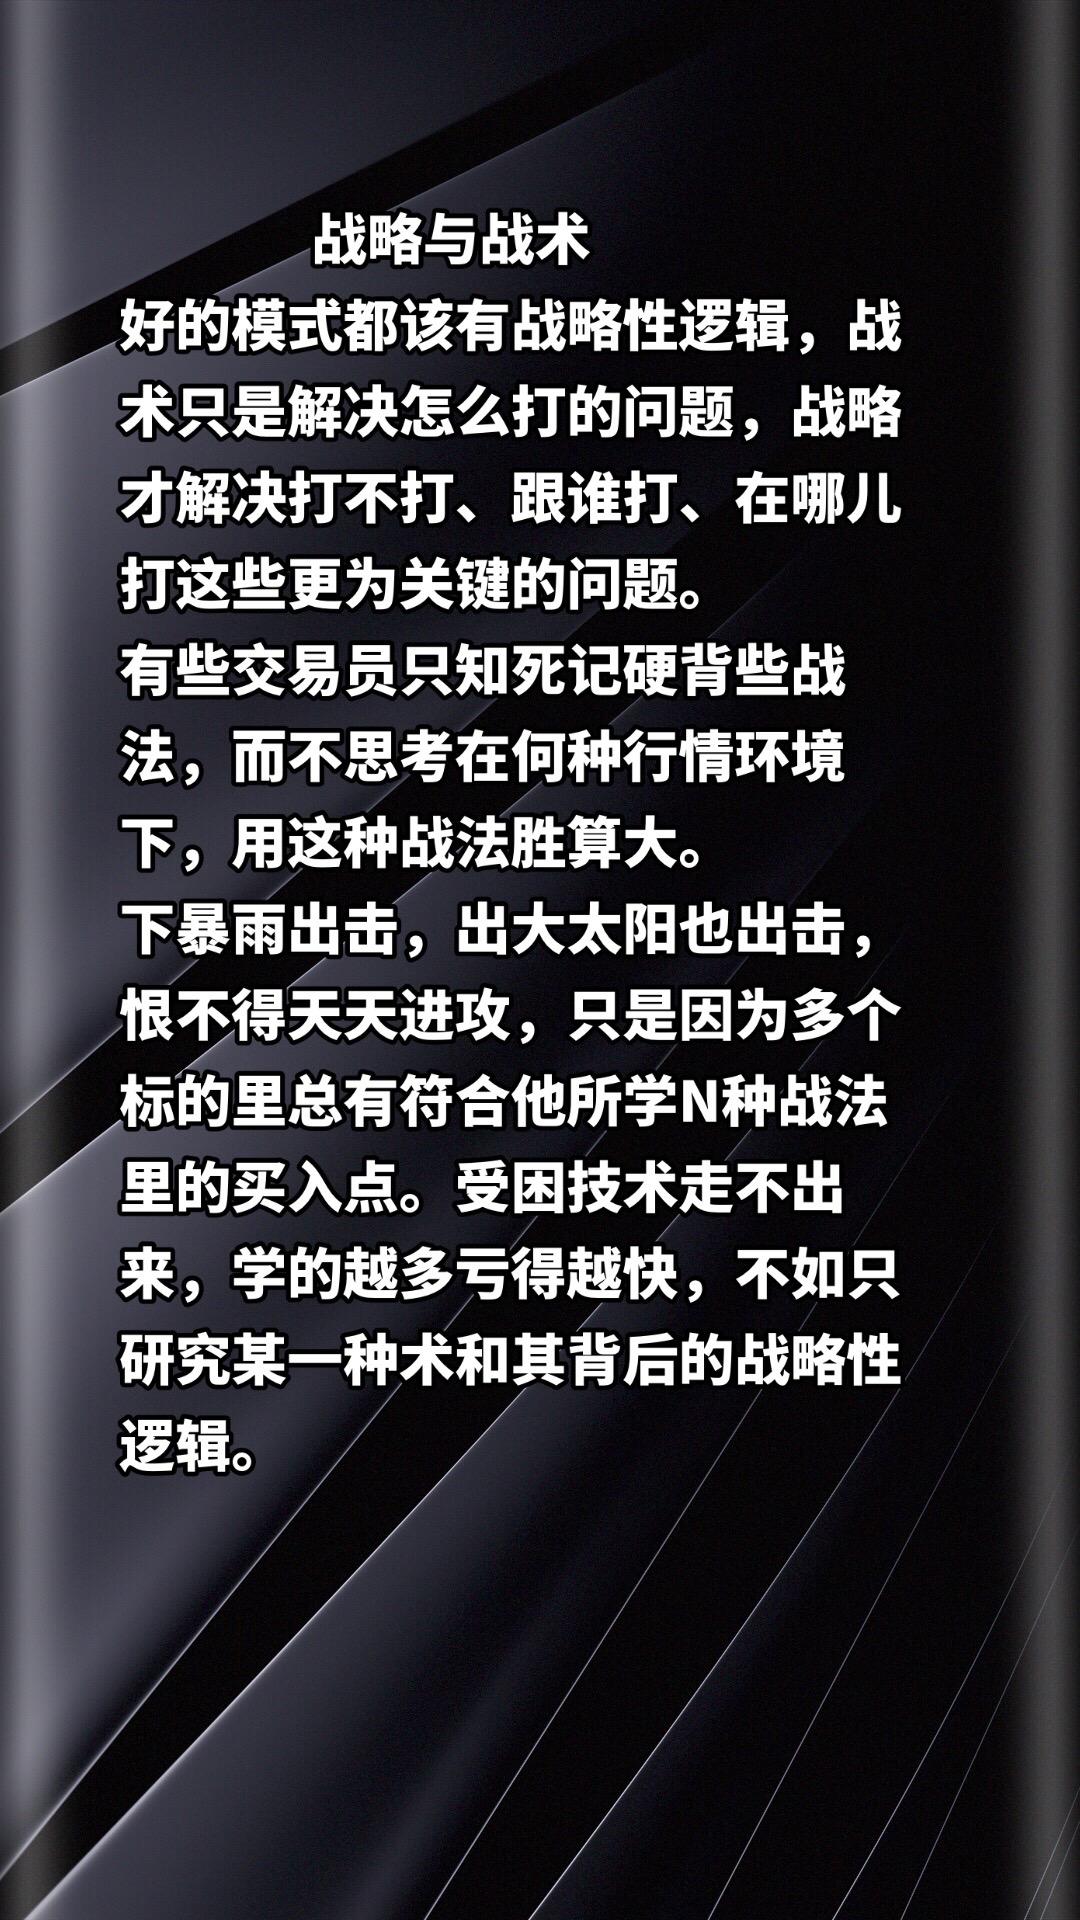 战略与战术
好的模式都该有战略性逻辑，战
术只是解决怎么打的问题，战略
才解决打不打、跟谁打、在哪儿
打这些更为关键的问题。
有些交易员只知死记硬背些战
法，而不思考在何种行情环境
下，用这种战法胜算大。
下暴雨出击，出大太阳也出击，
恨不得天天进攻，只是因为多个
标的里总有符合他所学N种战法
里的买入点。受困技术走不出
来，学的越多亏得越快，不如只
研究某一种术和其背后的战略性
逻辑。